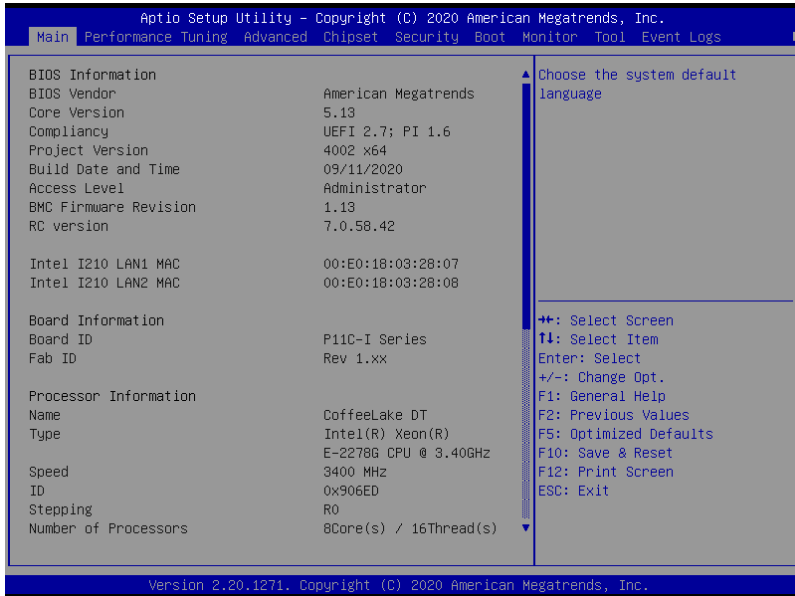 Aptio Setup Utility – Copyright (C) 2020 American Megatrends, Inc.
Main Performance Tuning Advanced Chipset Security Boot Monitor Tool Event Logs
BIOS Information
BIOS Vendor American Megatrends
Core Version 5.13
Compliancy UEFI 2.7; PI 1.6
Project Version 4002 x64
Build Date and Time 09/11/2020
Access Level Administrator
BMC Firmware Revision 1.13
RC version 7.0.58.42
Intel I210 LAN1 MAC 00:E0:18:03:28:07
Intel I210 LAN2 MAC 00:E0:18:03:28:08
Board Information
Board ID P11C-I Series
Fab ID Rev 1.xx
Processor Information
Name CoffeeLake DT
Type Intel(R) Xeon(R)
E-2278G CPU @ 3.40GHz
Speed 3400 MHz
ID 0x906ED
Stepping R0
Number of Processors 8Core(s) / 16Thread(s)
Choose the system default
language
→←: Select Screen
↑↓: Select Item
Enter: Select
+/-: Change Opt.
F1: General Help
F2: Previous Values
F5: Optimized Defaults
F10: Save & Reset
F12: Print Screen
ESC: Exit
Version 2.20.1271. Copyright (C) 2020 American Megatrends, Inc.